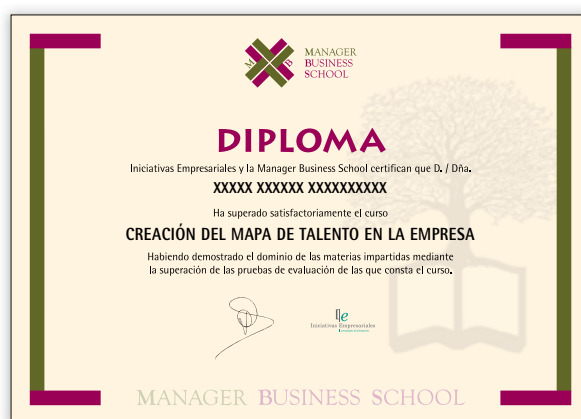 M B
MANAGER
BUSINESS
SCHOOL
DIPLOMA
Iniciativas Empresariales y la Manager Business School certifican que D. / Dña.
XXXXX XXXXXX XXXXXXXXXX
Ha superado satisfactoriamente el curso
CREACIÓN DEL MAPA DE TALENTO EN LA EMPRESA
Habiendo demostrado el dominio de las materias impartidas mediante
la superación de las pruebas de evaluación de las que consta el curso.
Iniciativas Empresariales
MANAGER BUSINESS SCHOOL